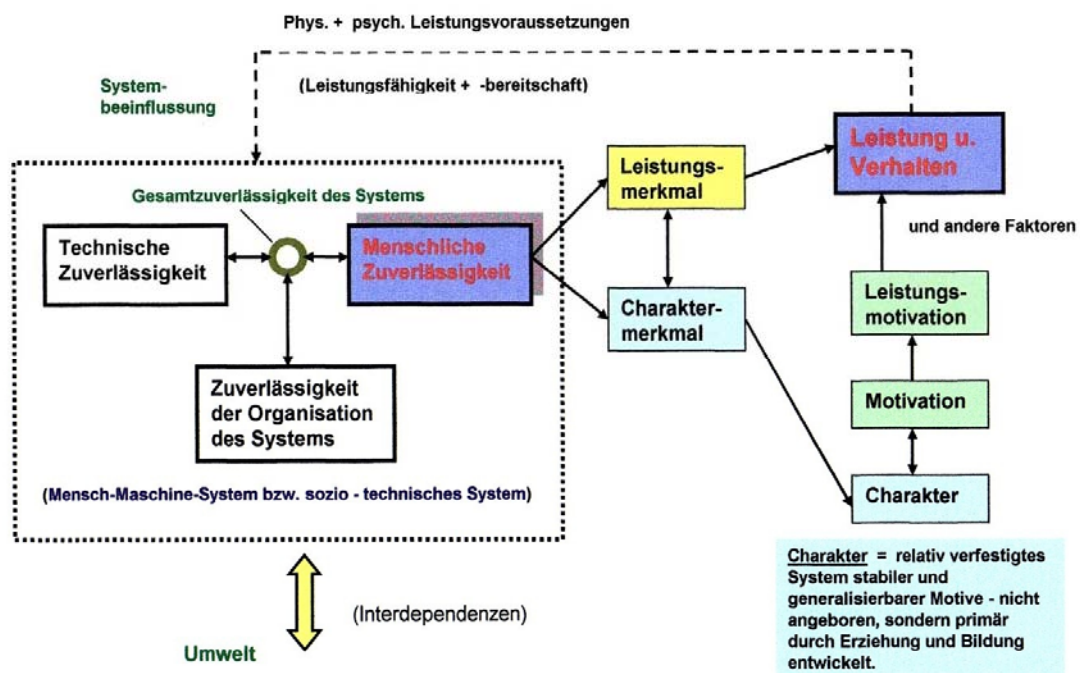 Phys. + psych. Leistungsvoraussetzungen
System-
beeinflussung
(Leistungsfähigkeit + -bereitschaft)
Leistung u.
Verhalten
Leistungs-
merkmal
Gesamtzuverlässigkeit des Systems
Technische
Zuverlässigkeit
Menschliche
Zuverlässigkeit
und andere Faktoren
Charakter-
merkmal
Leistungs-
motivation
Zuverlässigkeit
der Organisation
des Systems
Motivation
(Mensch-Maschine-System bzw. sozio - technisches System)
Charakter
Charakter = relativ verfestigtes
System stabiler und
generalisierbarer Motive - nicht
angeboren, sondern primär
durch Erziehung und Bildung
entwickelt.
(Interdependenzen)
Umwelt